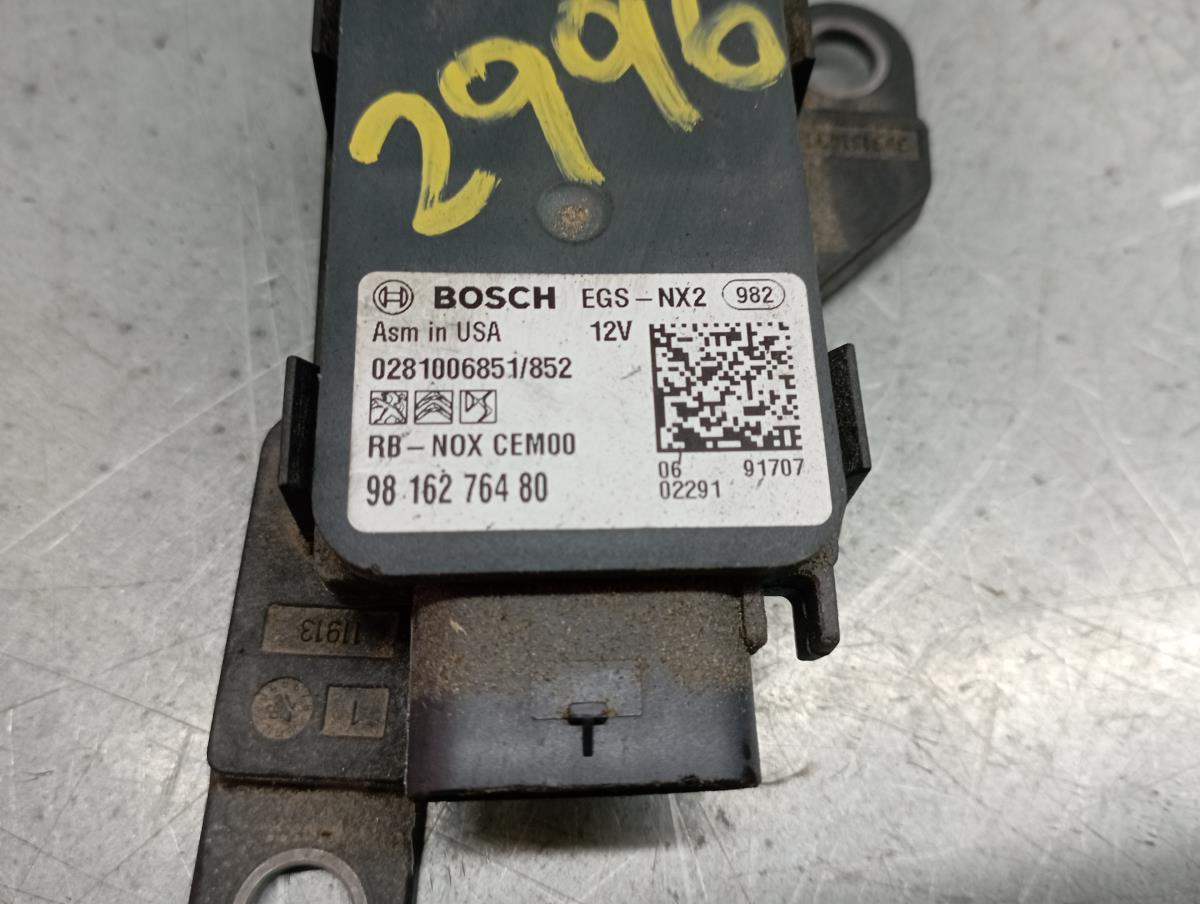 2996
BOSCH EGS-NX2 982
Asm in USA 12V
0281006851/852
RB-NOX CEM00
98 162 764 80
06 91707
02291
11913
1
T